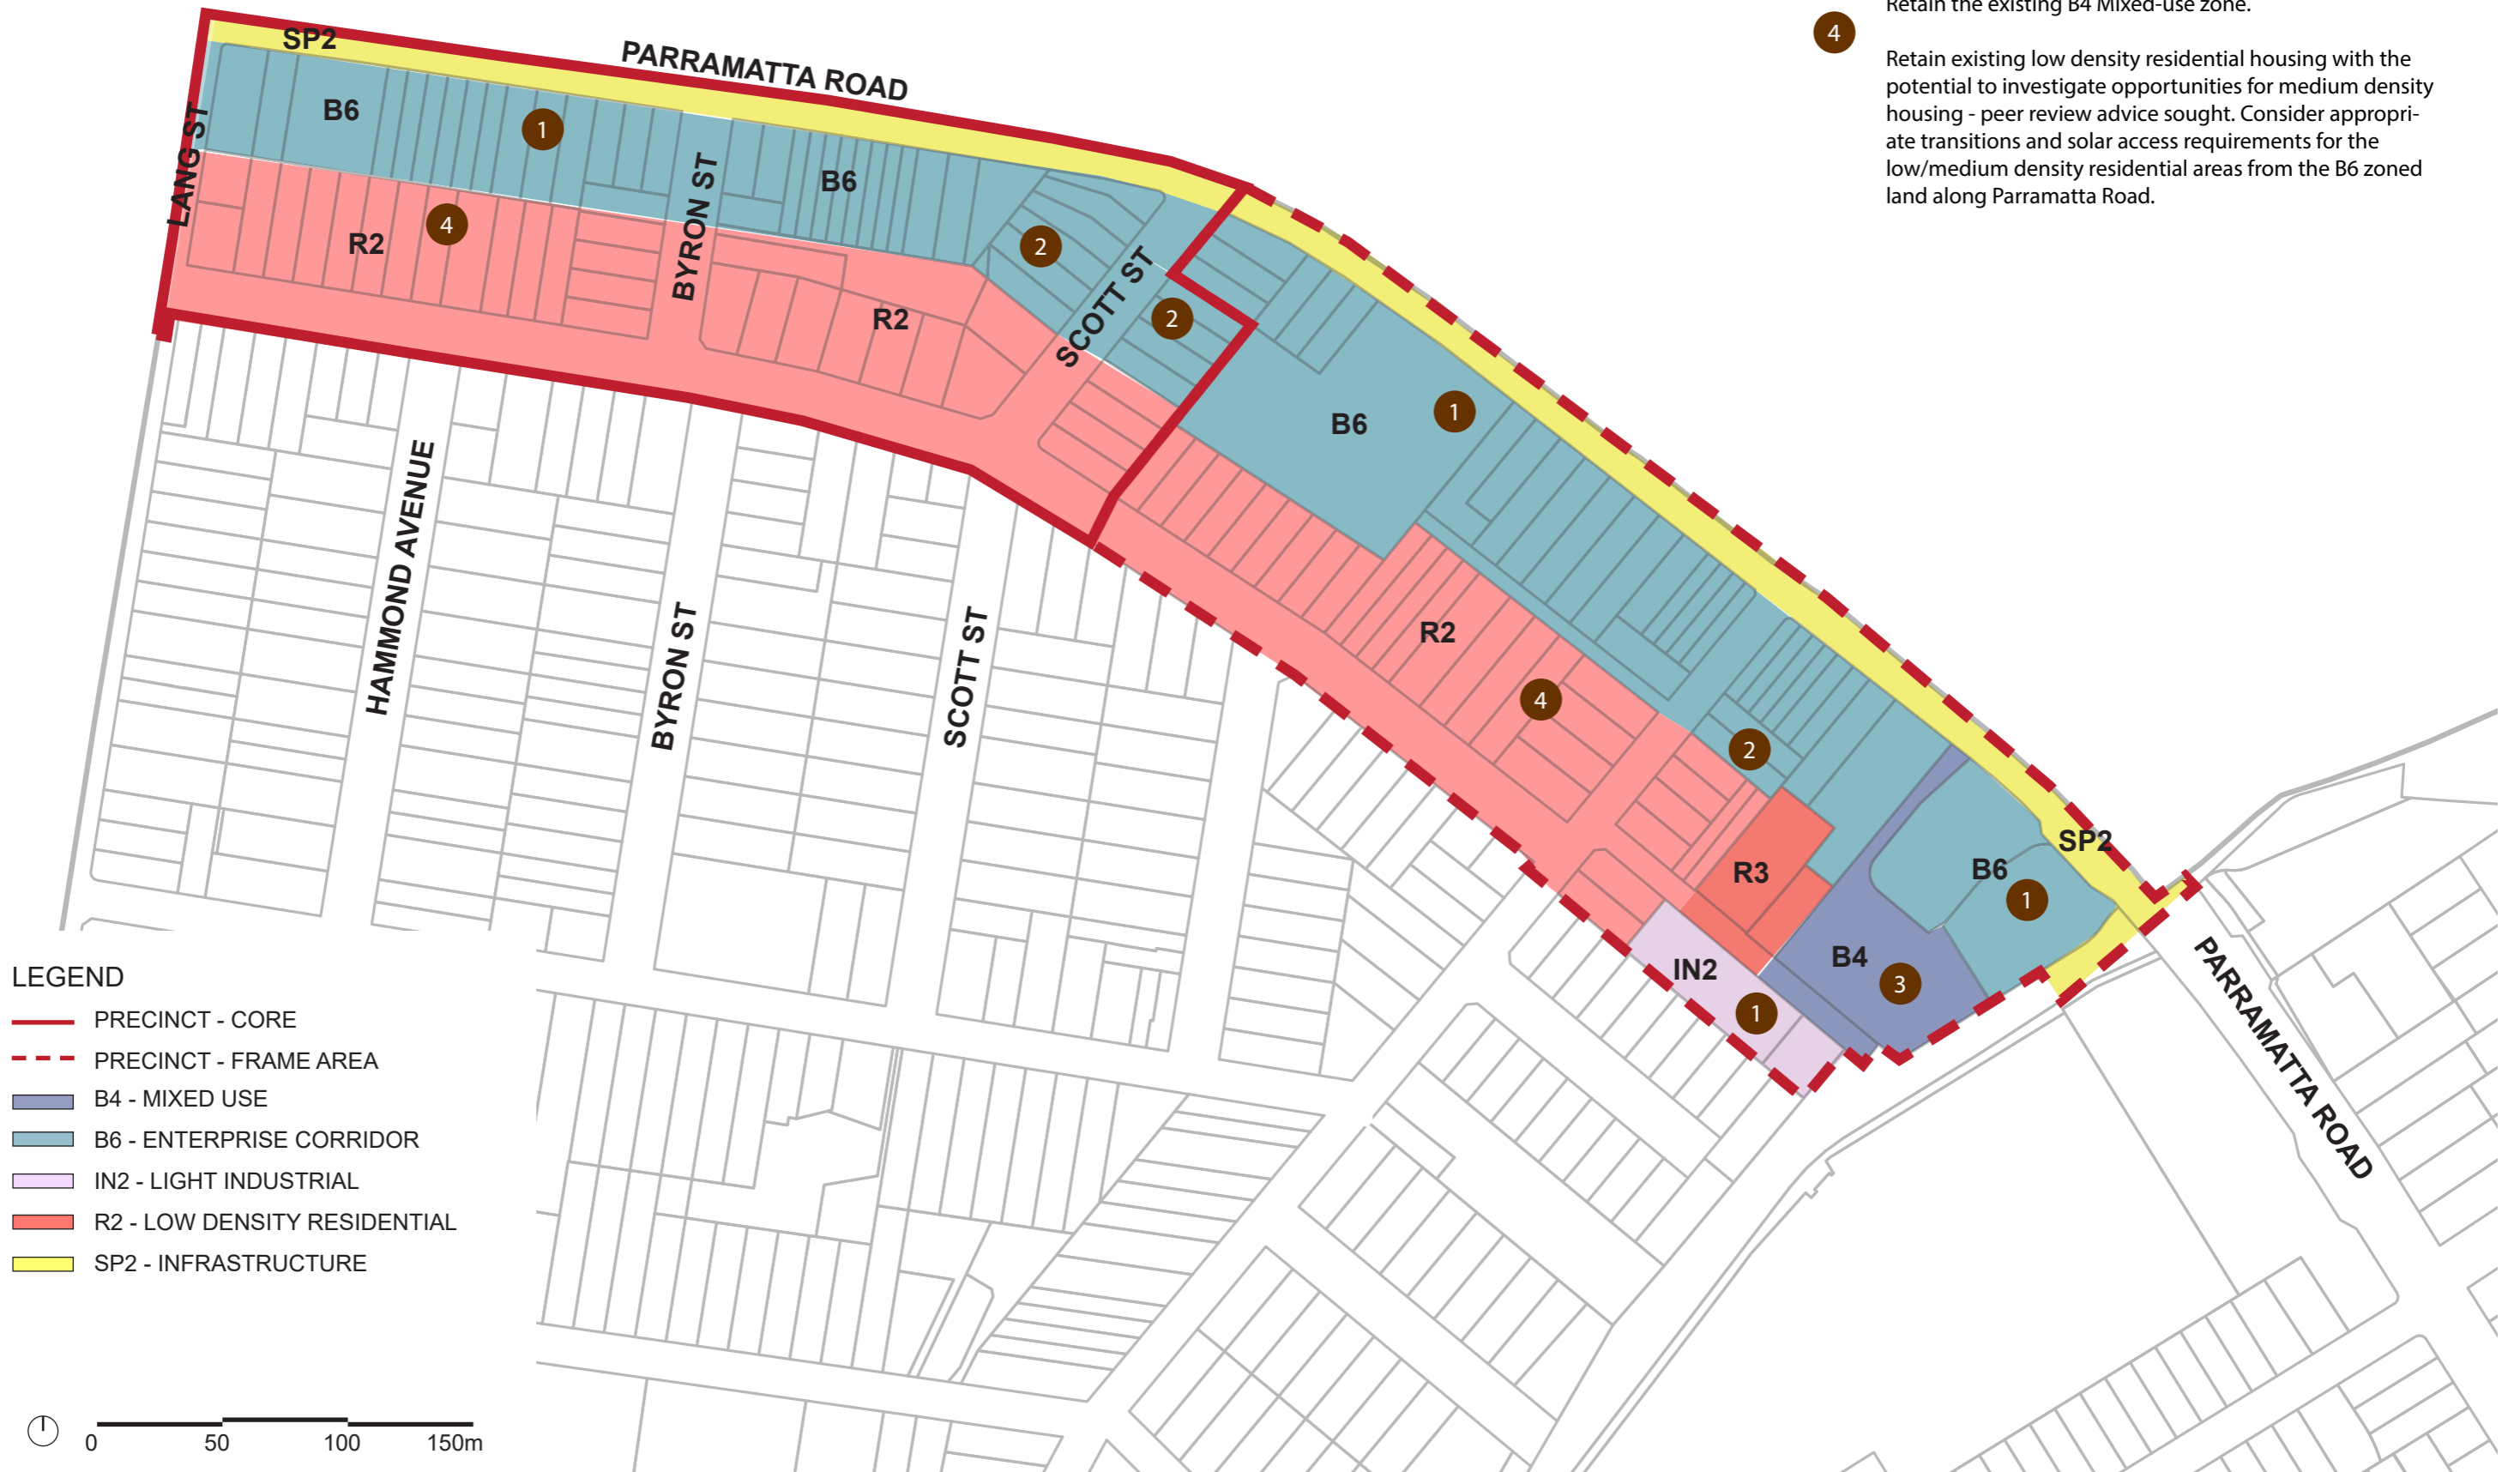 Retain the existing B4 Mixed-use zone.
4
Retain existing low density residential housing with the
potential to investigate opportunities for medium density
housing - peer review advice sought. Consider appropri-
ate transitions and solar access requirements for the
low/medium density residential areas from the B6 zoned
land along Parramatta Road.
SP2
PARRAMATTA ROAD
LANG ST
B6
1
BYRON ST
B6
4
R2
2
SCOTT ST
2
R2
B6
1
HAMMOND AVENUE
BYRON ST
SCOTT ST
R2
4
2
SP2
R3
B6
1
B4
3
IN2
1
PARRAMATTA ROAD
LEGEND
PRECINCT - CORE
PRECINCT - FRAME AREA
B4 - MIXED USE
B6 - ENTERPRISE CORRIDOR
IN2 - LIGHT INDUSTRIAL
R2 - LOW DENSITY RESIDENTIAL
SP2 - INFRASTRUCTURE
0 50 100 150m